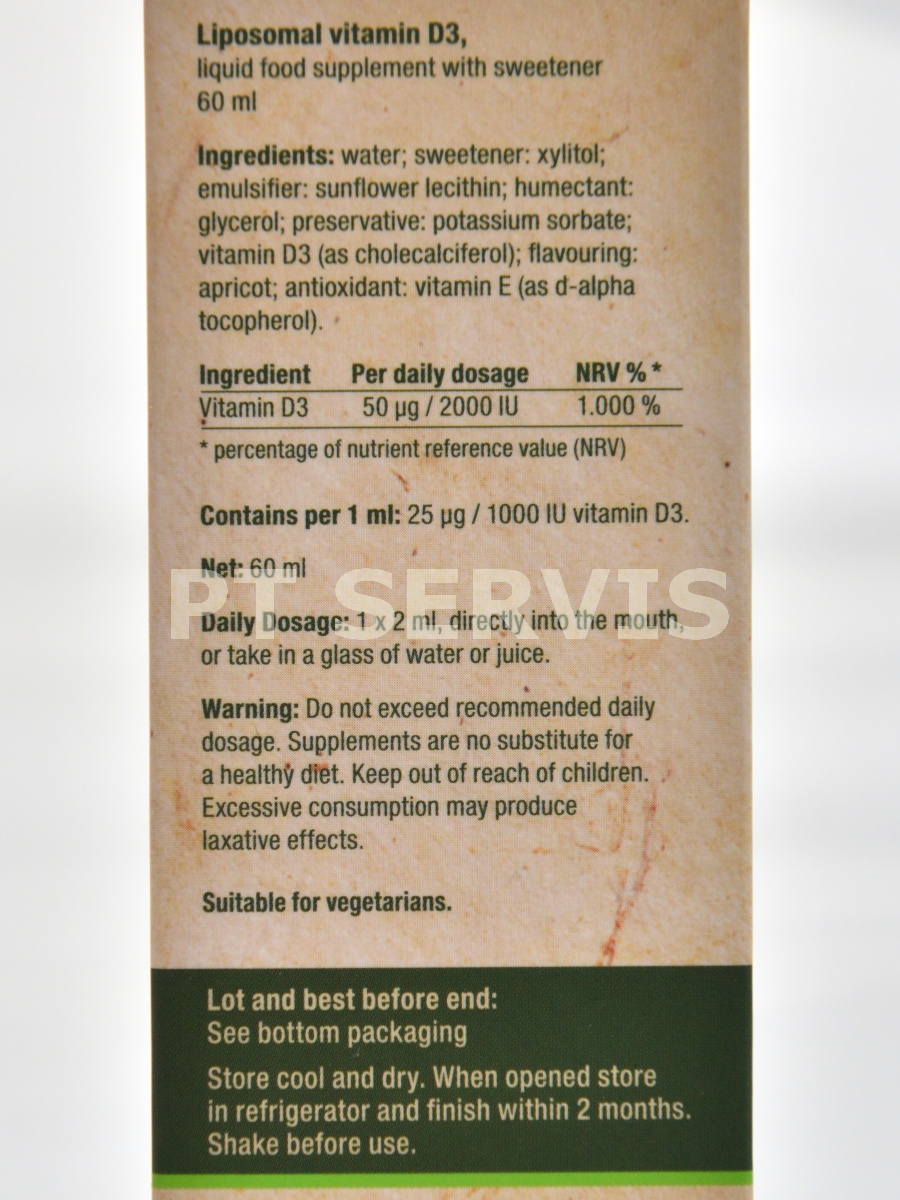 Liposomal vitamin D3,
liquid food supplement with sweetener
60 ml
Ingredients: water; sweetener: xylitol;
emulsifier: sunflower lecithin; humectant:
glycerol; preservative: potassium sorbate;
vitamin D3 (as cholecalciferol); flavouring:
apricot; antioxidant: vitamin E (as d-alpha
tocopherol).
Ingredient Per daily dosage NRV % *
Vitamin D3 50 µg / 2000 IU 1.000 %
* percentage of nutrient reference value (NRV)
Contains per 1 ml: 25 µg / 1000 IU vitamin D3.
Net: 60 ml
PT SERVIS
Daily Dosage: 1 x 2 ml, directly into the mouth,
or take in a glass of water or juice.
Warning: Do not exceed recommended daily
dosage. Supplements are no substitute for
a healthy diet. Keep out of reach of children.
Excessive consumption may produce
laxative effects.
Suitable for vegetarians.
Lot and best before end:
See bottom packaging
Store cool and dry. When opened store
in refrigerator and finish within 2 months.
Shake before use.